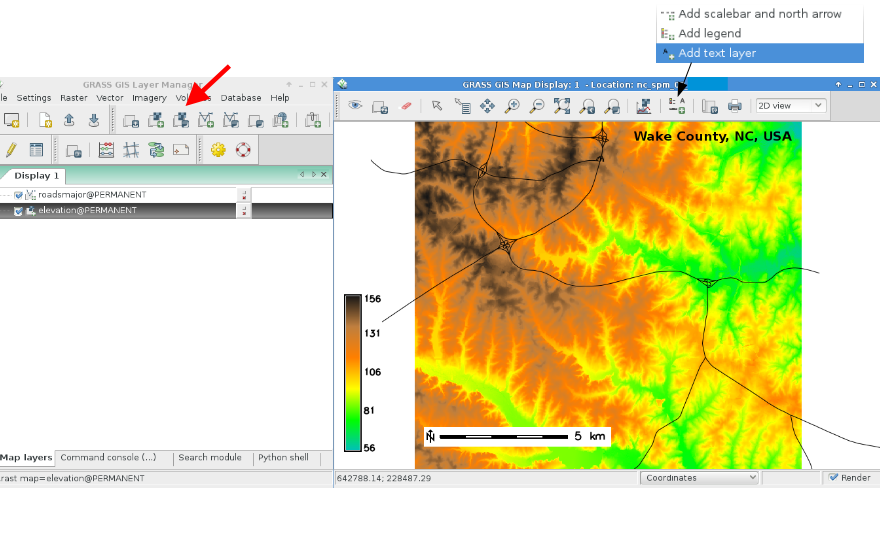 Add scalebar and north arrow
Add legend
Add text layer
GRASS GIS Layer Manager
Settings Raster Vector Imagery Database Help
Display 1
roadsmajor@PERMANENT
elevation@PERMANENT
Map layers Command console (...) Search module Python shell
rast map=elevation@PERMANENT
GRASS GIS Map Display: 1 - Location: nc_spm
2D view
Wake County, NC, USA
156
131
106
81
56
N 5 km
642788.14; 228487.29 Coordinates Render